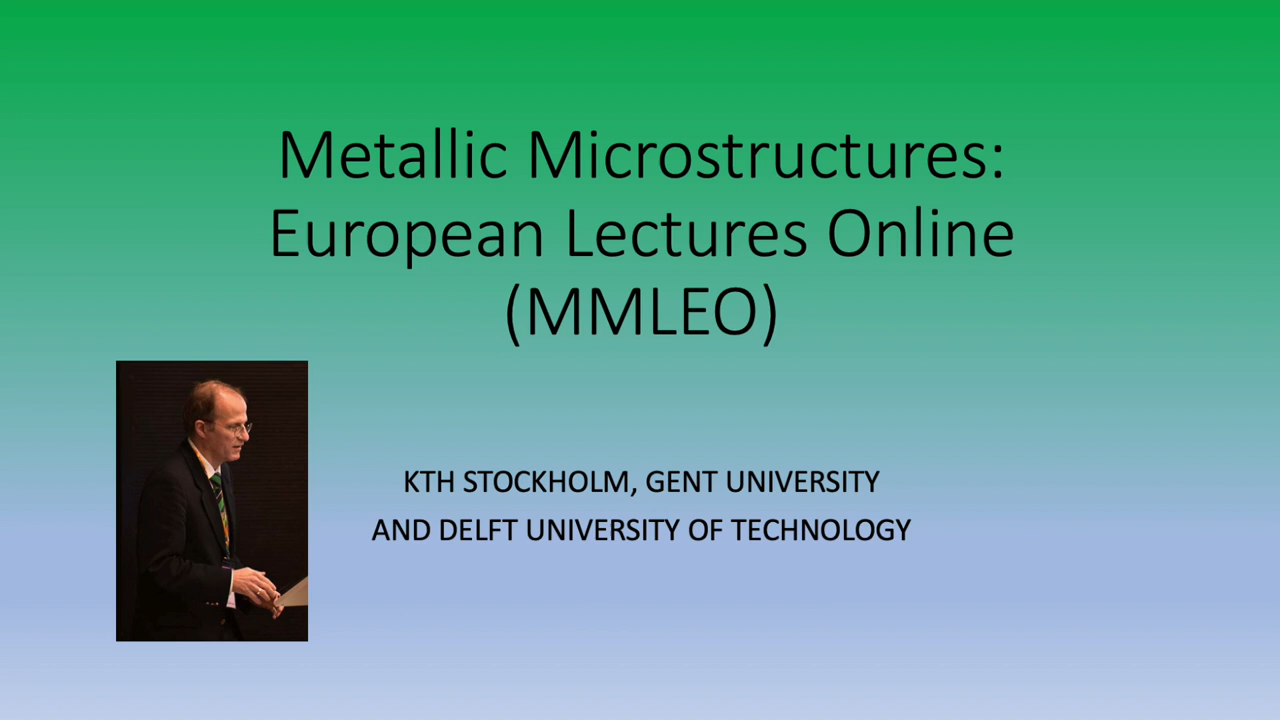 Metallic Microstructures:
European Lectures Online
(MMLEO)
KTH STOCKHOLM, GENT UNIVERSITY
AND DELFT UNIVERSITY OF TECHNOLOGY